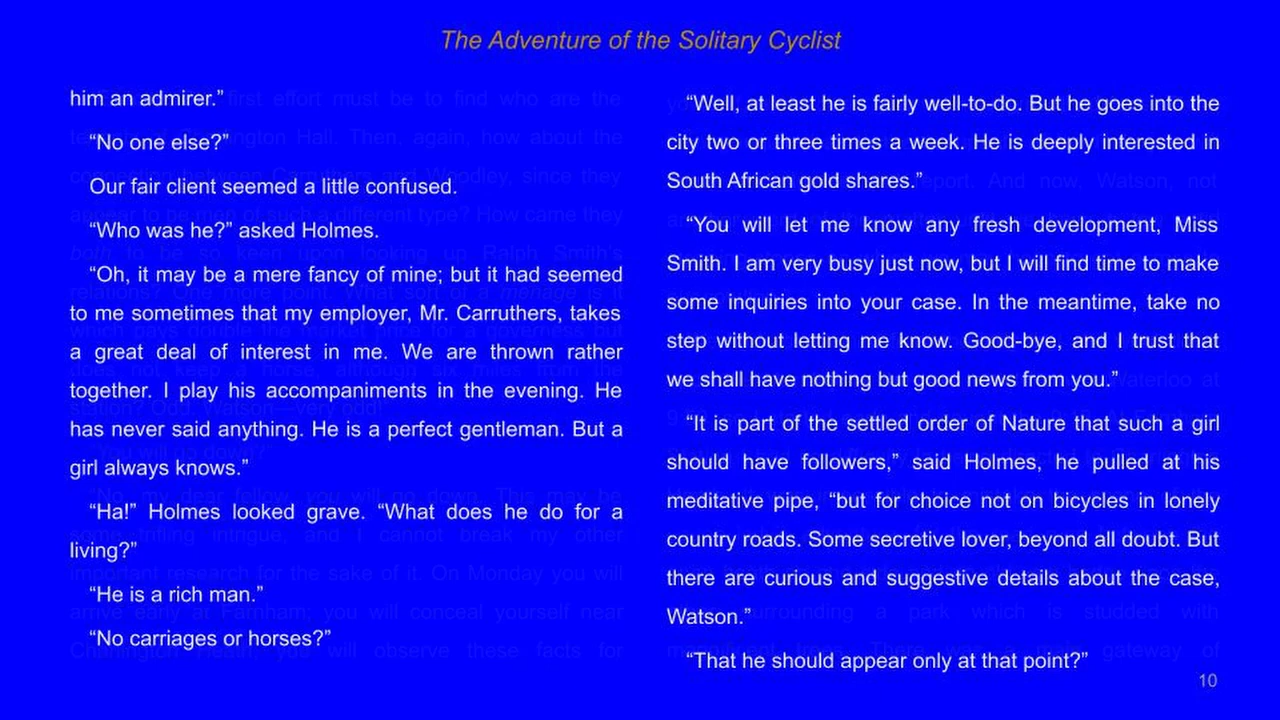 The Adventure of the Solitary Cyclist
him an admirer.”
“No one else?”
Our fair client seemed a little confused.
“Who was he?” asked Holmes.
“Oh, it may be a mere fancy of mine; but it had seemed
to me sometimes that my employer, Mr. Carruthers, takes
a great deal of interest in me. We are thrown rather
together. I play his accompaniments in the evening. He
has never said anything. He is a perfect gentleman. But a
girl always knows.”
“Ha!” Holmes looked grave. “What does he do for a
living?”
“He is a rich man.”
“No carriages or horses?”
“Well, at least he is fairly well-to-do. But he goes into the
city two or three times a week. He is deeply interested in
South African gold shares.”
“You will let me know any fresh development, Miss
Smith. I am very busy just now, but I will find time to make
some inquiries into your case. In the meantime, take no
step without letting me know. Good-bye, and I trust that
we shall have nothing but good news from you.”
“It is part of the settled order of Nature that such a girl
should have followers,” said Holmes, he pulled at his
meditative pipe, “but for choice not on bicycles in lonely
country roads. Some secretive lover, beyond all doubt. But
there are curious and suggestive details about the case,
Watson.”
“That he should appear only at that point?”
10